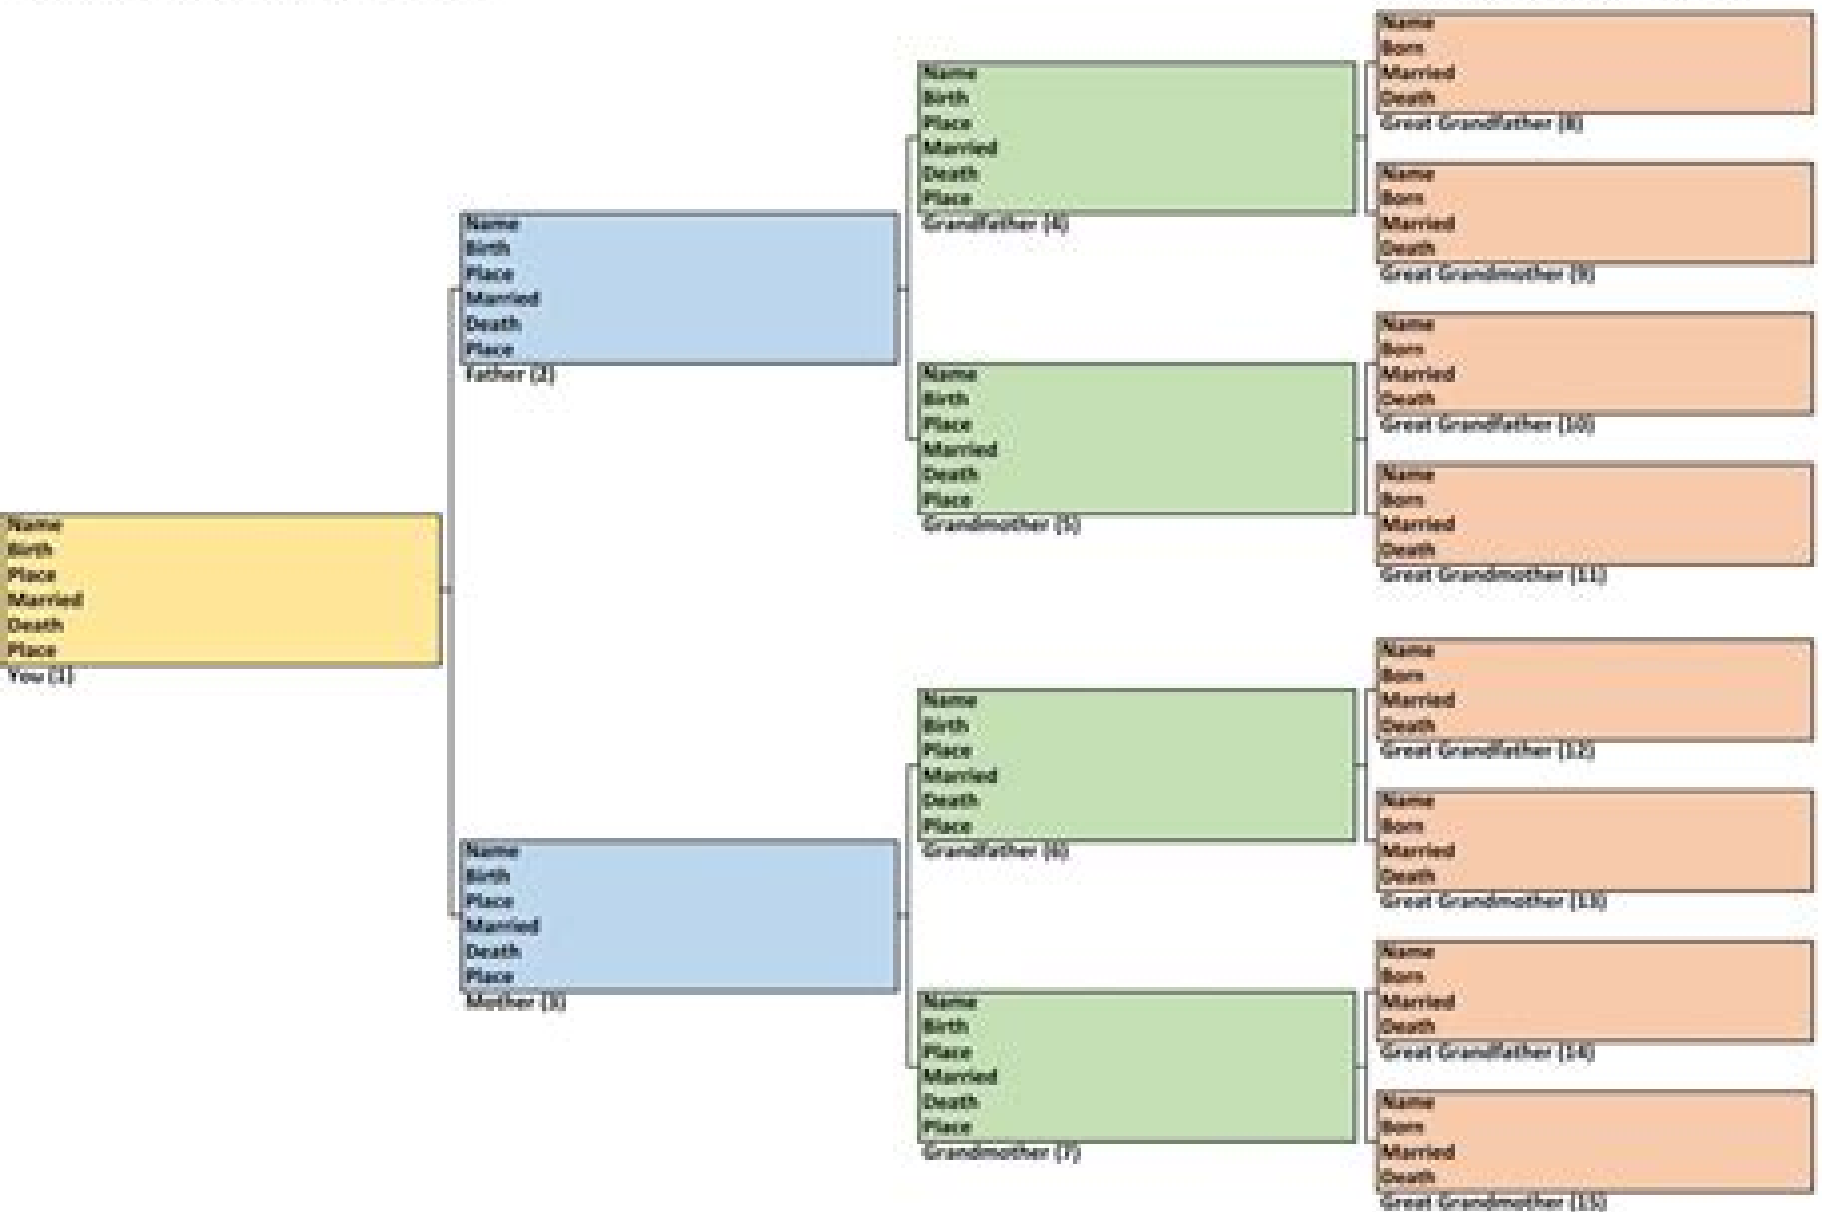 Name
Birth
Place
Married
Death
Place
You (1)
Name
Birth
Place
Married
Death
Place
Father (2)
Name
Birth
Place
Married
Death
Place
Mother (3)
Name
Birth
Place
Married
Death
Place
Grandfather (4)
Name
Birth
Place
Married
Death
Place
Grandmother (5)
Name
Birth
Place
Married
Death
Place
Grandfather (6)
Name
Birth
Place
Married
Death
Place
Grandmother (7)
Name
Born
Married
Death
Great Grandfather (8)
Name
Born
Married
Death
Great Grandmother (9)
Name
Born
Married
Death
Great Grandfather (10)
Name
Born
Married
Death
Great Grandmother (11)
Name
Born
Married
Death
Great Grandfather (12)
Name
Born
Married
Death
Great Grandmother (13)
Name
Born
Married
Death
Great Grandfather (14)
Name
Born
Married
Death
Great Grandmother (15)